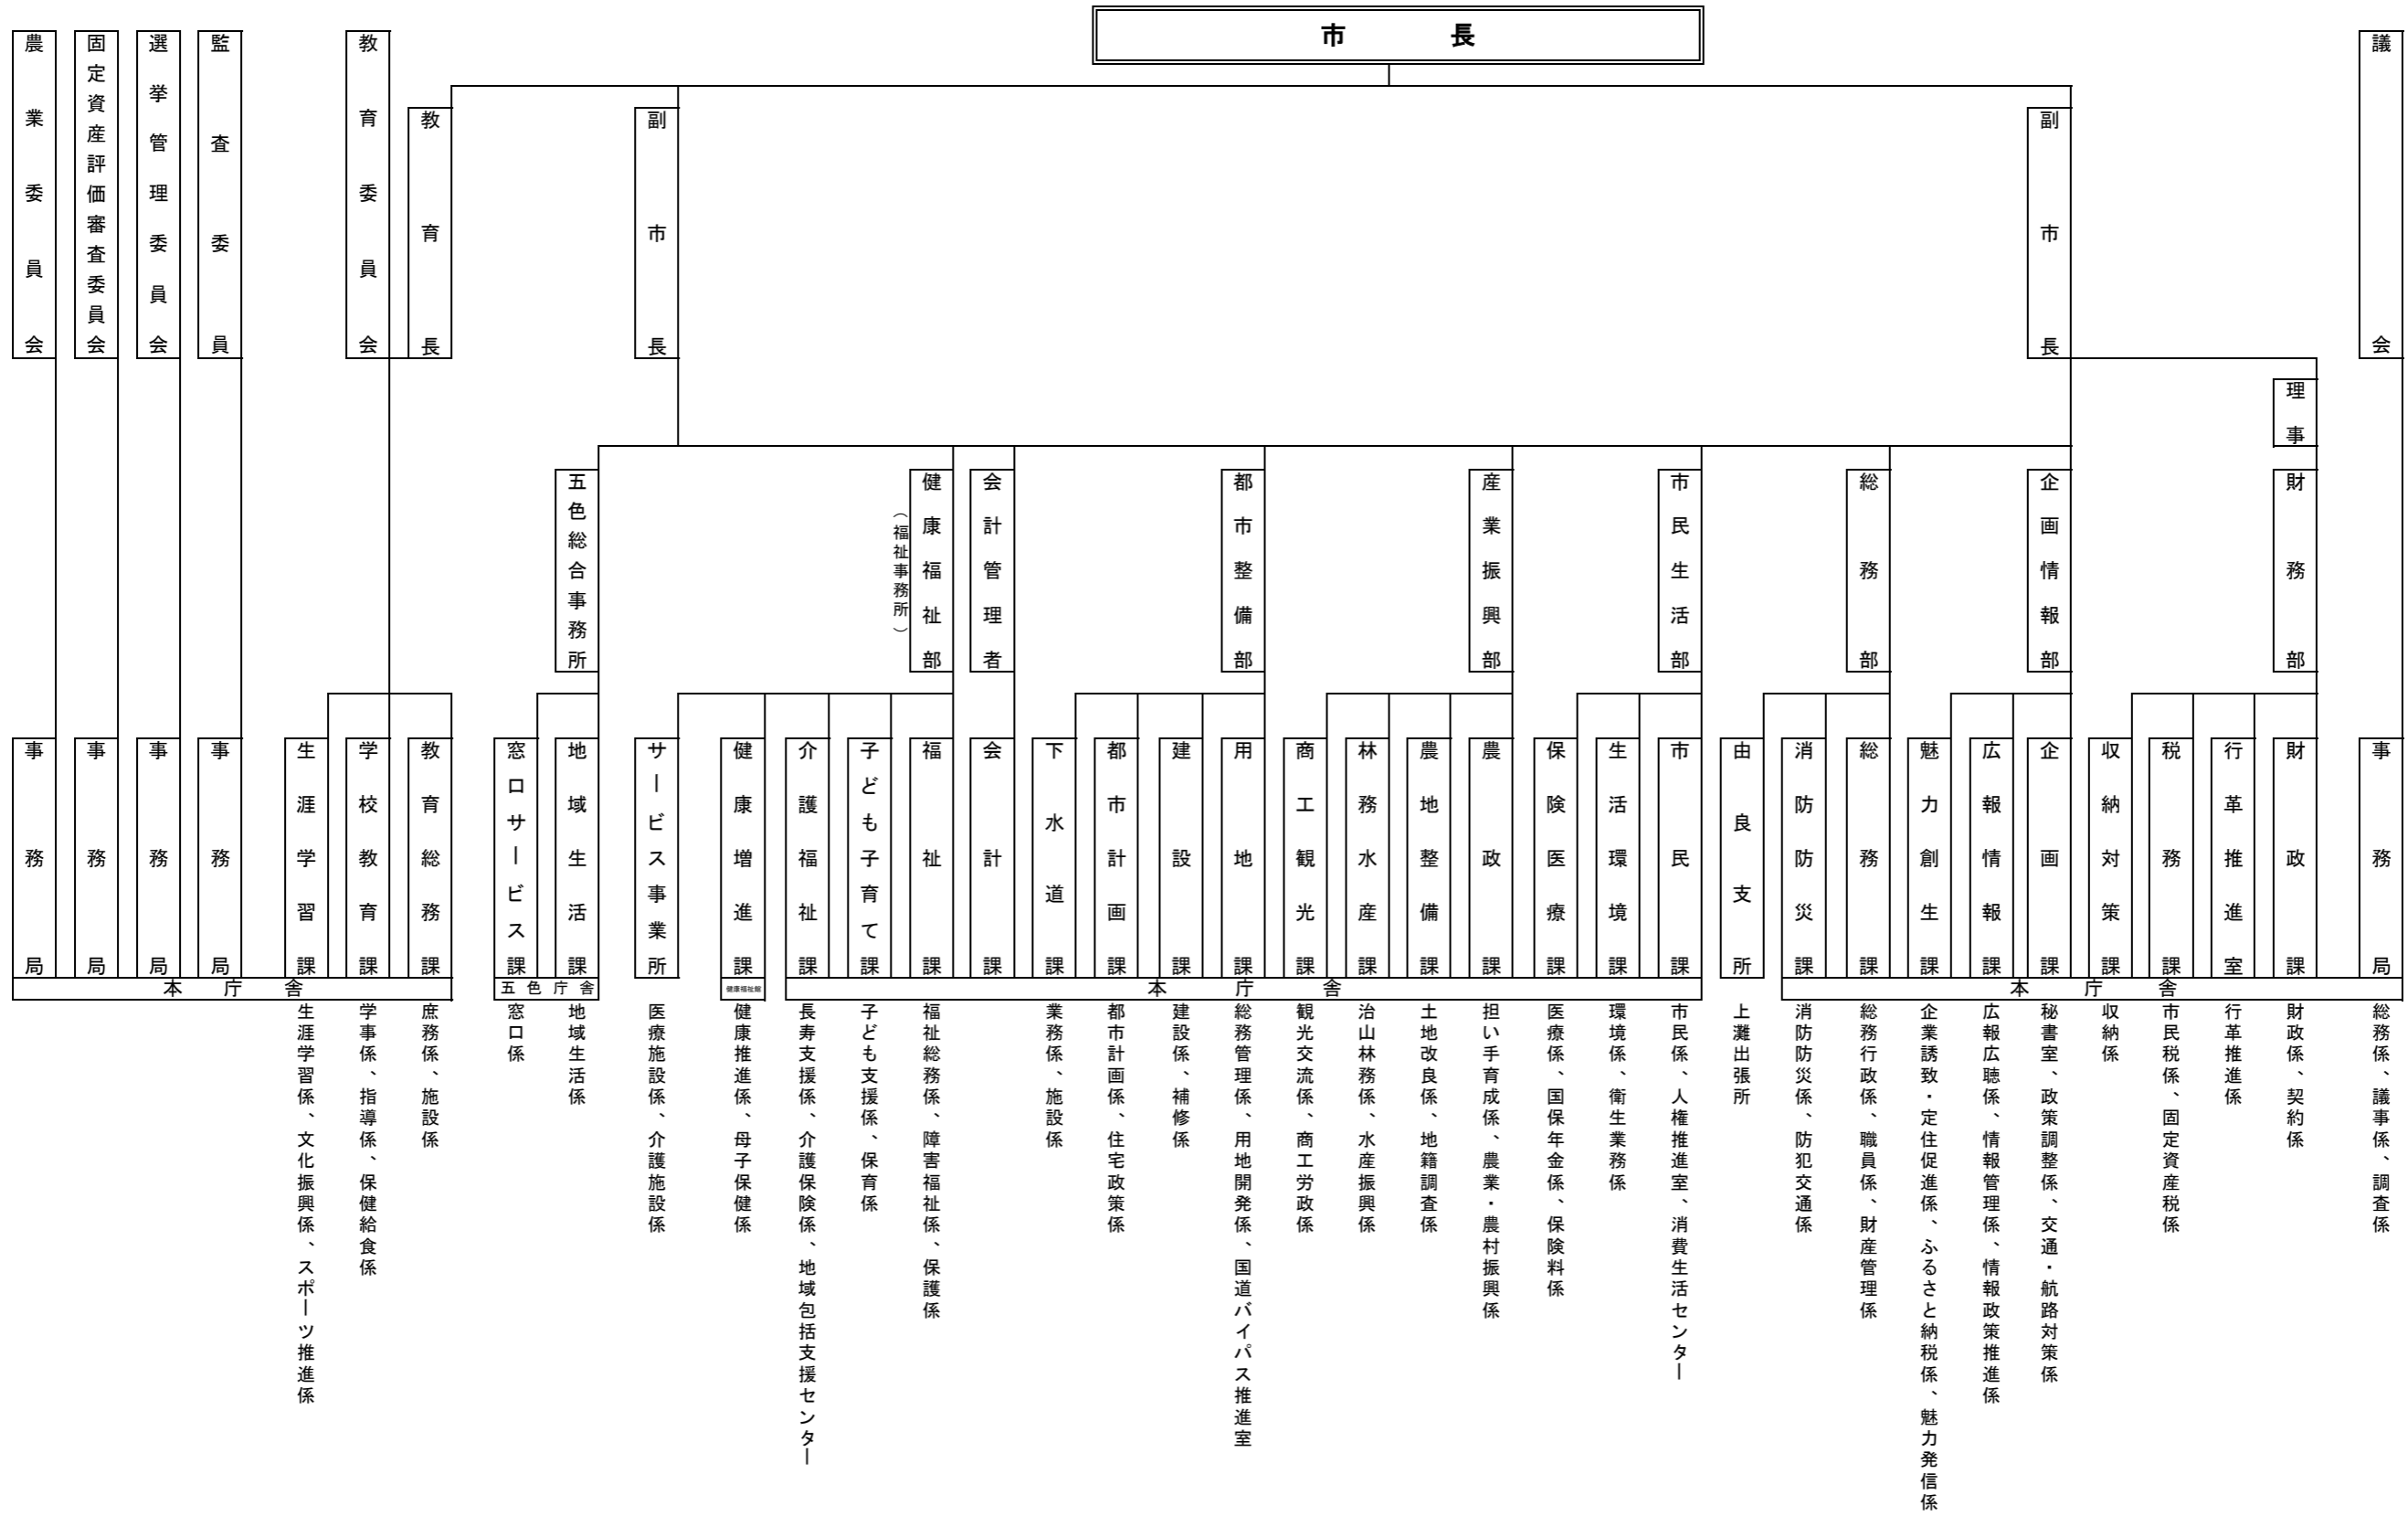 市長
議会
副市長
副市長
教育長
教育委員会
監査委員
選挙管理委員会
固定資産評価審査委員会
農業委員会
理事
財務部
企画情報部
総務部
市民生活部
産業振興部
都市整備部
会計管理者
健康福祉部
（福祉事務所）
五色総合事務所
事務局
財政課
行革推進室
税務課
収納対策課
企画課
広報情報課
魅力創生課
総務課
消防防災課
由良支所
市民課
生活環境課
保険医療課
農政課
農地整備課
林務水産課
商工観光課
用地課
建設課
都市計画課
下水道課
会計課
福祉課
子ども子育て課
介護福祉課
健康増進課
サービス事業所
地域生活課
窓口サービス課
教育総務課
学校教育課
生涯学習課
事務局
事務局
事務局
事務局
本庁舎
本庁舎
健康福祉館
五色庁舎
本庁舎
総務係、議事係、調査係
財政係、契約係
行革推進係
市民税係、固定資産税係
収納係
秘書室、政策調整係、交通・航路対策係
広報広聴係、情報管理係、情報政策推進係
企業誘致・定住促進係、ふるさと納税係、魅力発信係
総務行政係、職員係、財産管理係
消防防災係、防犯交通係
上灘出張所
市民係、人権推進室、消費生活センター
環境係、衛生業務係
医療係、国保年金係、保険料係
担い手育成係、農業・農村振興係
土地改良係、地籍調査係
治山林務係、水産振興係
観光交流係、商工労政係
総務管理係、用地開発係、国道バイパス推進室
建設係、補修係
都市計画係、住宅政策係
業務係、施設係
福祉総務係、障害福祉係、保護係
子ども支援係、保育係
長寿支援係、介護保険係、地域包括支援センター
健康推進係、母子保健係
医療施設係、介護施設係
地域生活係
窓口係
庶務係、施設係
学事係、指導係、保健給食係
生涯学習係、文化振興係、スポーツ推進係